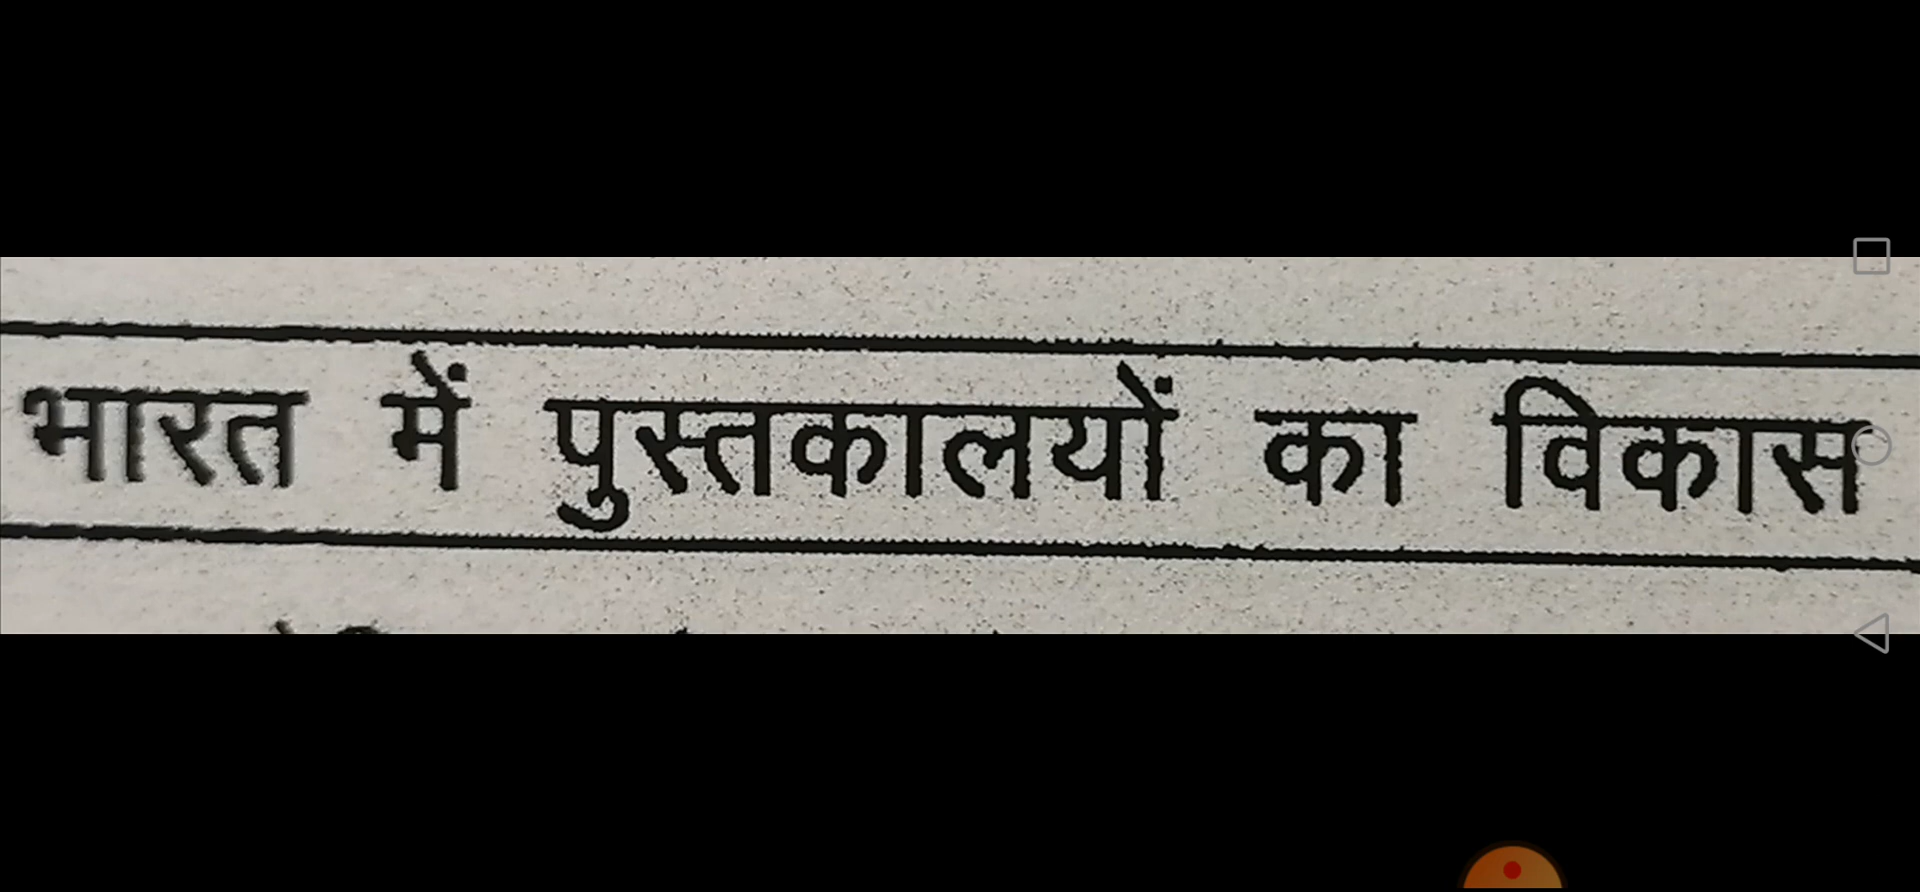 भारत में पुस्तकालयों का विकास